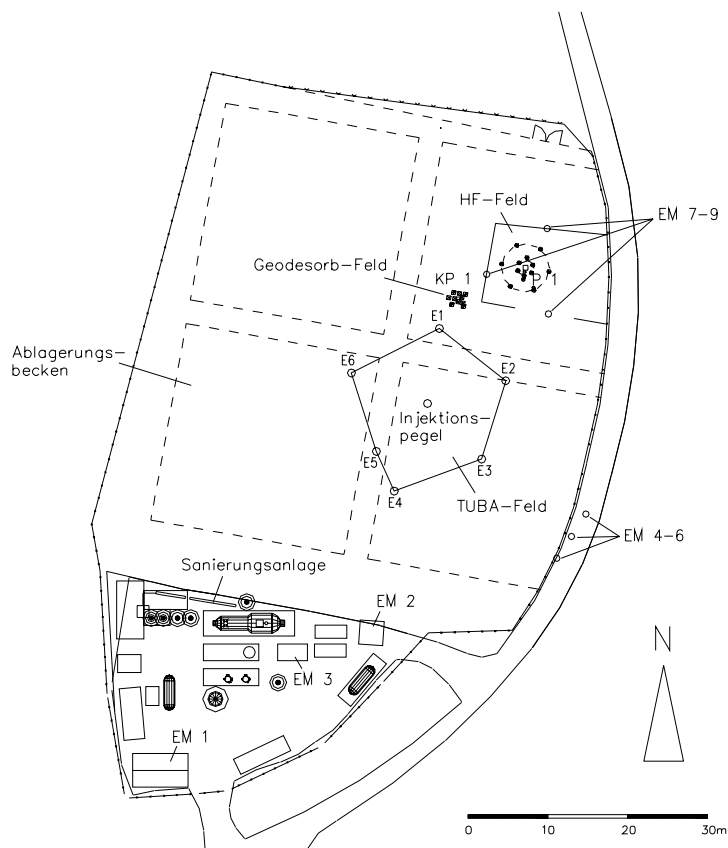 HF-Feld
EM 7-9
Geodesorb-Feld
KP 1
P 1
E1
Ablagerungs-
becken
E6
E2
Injektions-
pegel
E5
E3
E4
TUBA-Feld
EM 4-6
Sanierungsanlage
EM 2
N
EM 3
EM 1
0 10 20 30m